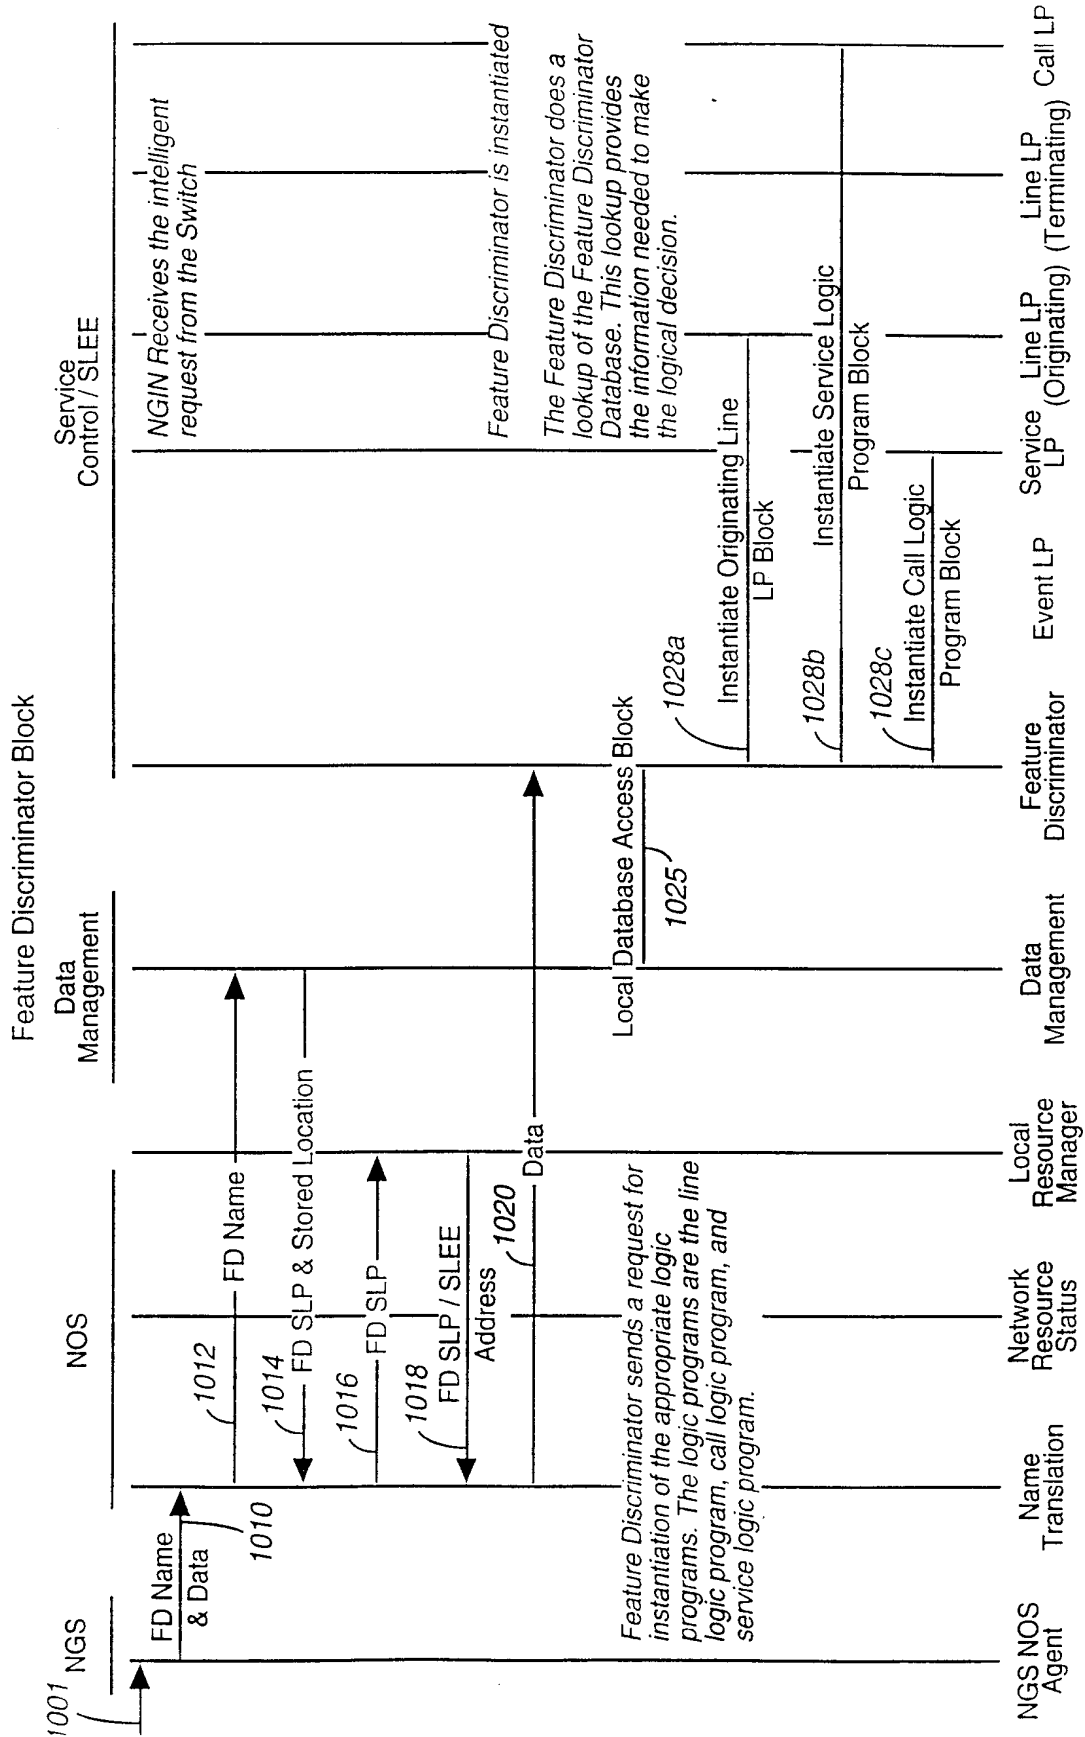 Feature Discriminator Block
NGS
NOS
Data
Management
Service
Control / SLEE
1001
FD Name
& Data
1010
1012
FD Name
1014
FD SLP & Stored Location
1016
FD SLP
1018
FD SLP / SLEE
Address
1020
Data
NGIN Receives the intelligent
request from the Switch
Feature Discriminator is instantiated
The Feature Discriminator does a
lookup of the Feature Discriminator
Database. This lookup provides
the information needed to make
the logical decision.
Local Database Access Block
1025
Feature Discriminator sends a request for
instantiation of the appropriate logic
programs. The logic programs are the line
logic program, call logic program, and
service logic program.
1028a
Instantiate Originating Line
LP Block
1028b
Instantiate Service Logic
Program Block
1028c
Instantiate Call Logic
Program Block
NGS NOS
Agent
Name
Translation
Network
Resource
Status
Local
Resource
Manager
Data
Management
Feature
Discriminator
Event LP
Service
LP
Line LP
(Originating)
Line LP
(Terminating)
Call LP